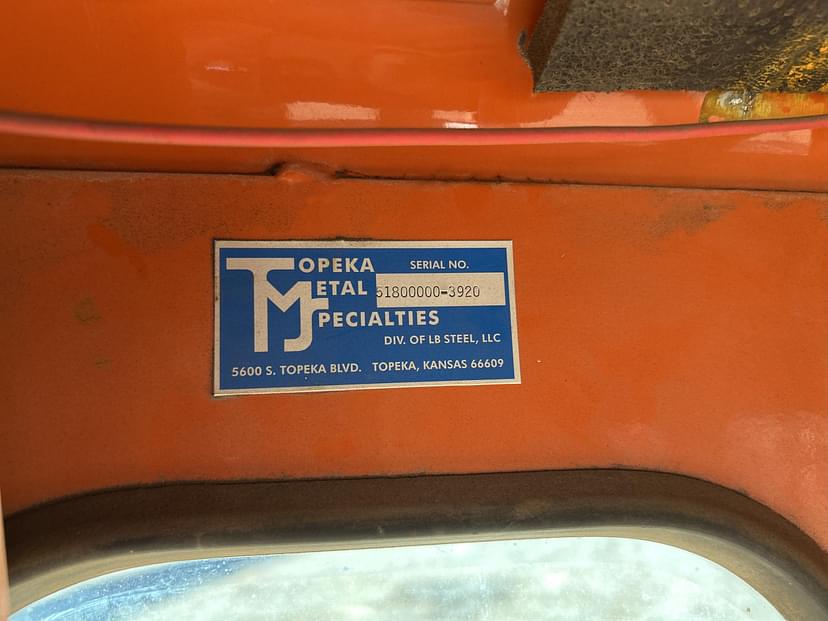 TOPEKA
METAL
SPECIALTIES
SERIAL NO.
51800000-3920
DIV. OF LB STEEL, LLC
5600 S. TOPEKA BLVD. TOPEKA, KANSAS 66609